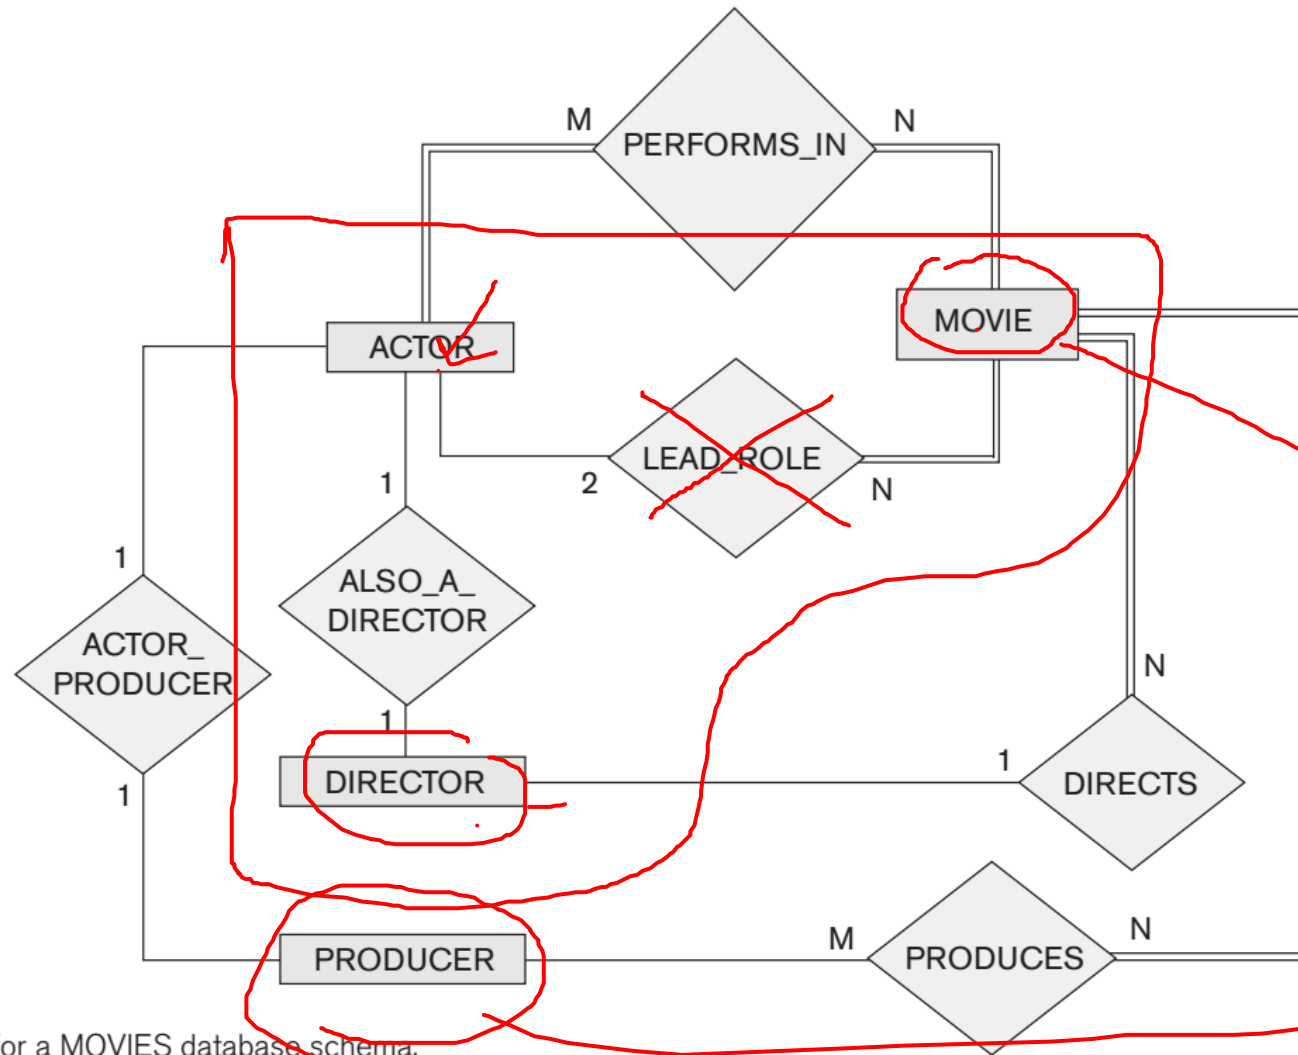 M
N
PERFORMS_IN
ACTOR
MOVIE
LEAD_ROLE
2
N
1
1
ALSO_A_
DIRECTOR
ACTOR_
PRODUCER
N
1
DIRECTOR
1
DIRECTS
1
PRODUCER
M
N
PRODUCES
or a MOVIES database schema.